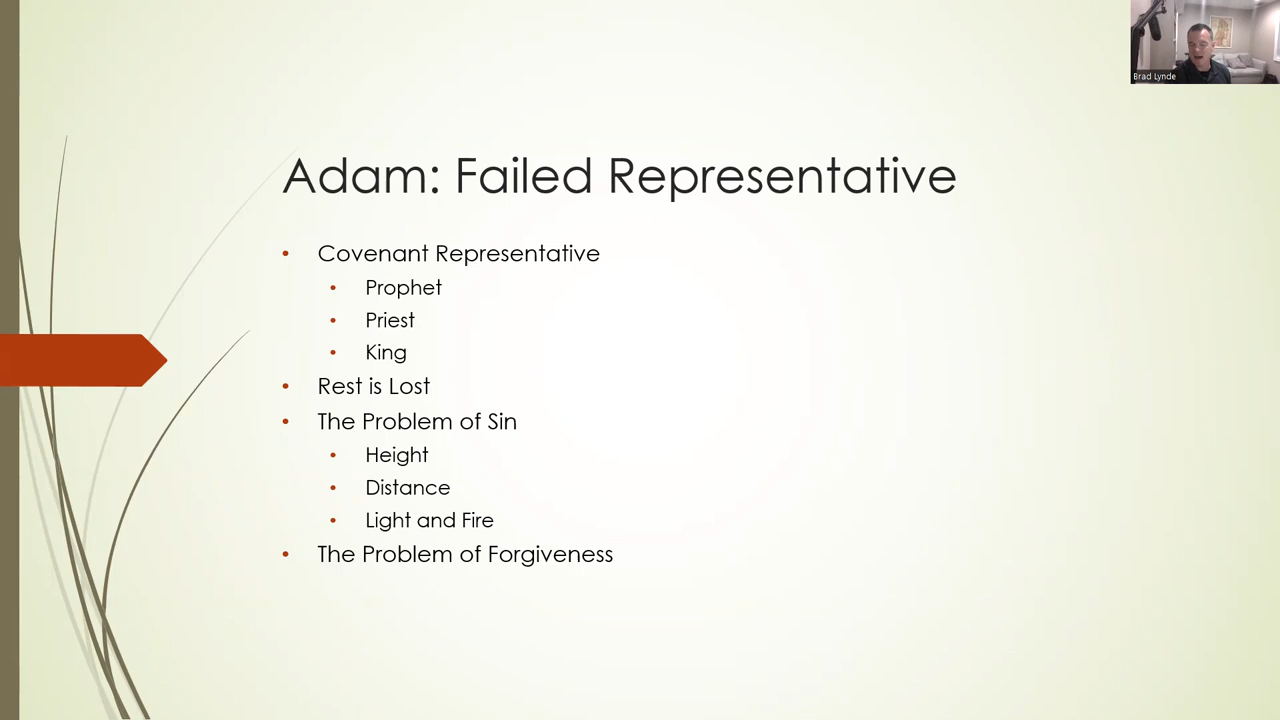 Brad Lynde
Adam: Failed Representative
• Covenant Representative
• Prophet
• Priest
• King
• Rest is Lost
• The Problem of Sin
• Height
• Distance
• Light and Fire
• The Problem of Forgiveness